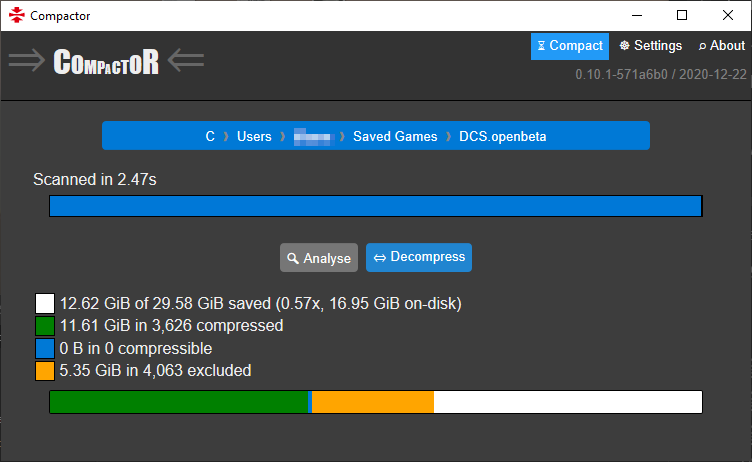 Compactor
COMPACTOR
Compact Settings About
0.10.1-571a6b0 / 2020-12-22
C › Users › › Saved Games › DCS.openbeta
Scanned in 2.47s
Analyse Decompress
12.62 GiB of 29.58 GiB saved (0.57x, 16.95 GiB on-disk)
11.61 GiB in 3,626 compressed
0 B in 0 compressible
5.35 GiB in 4,063 excluded